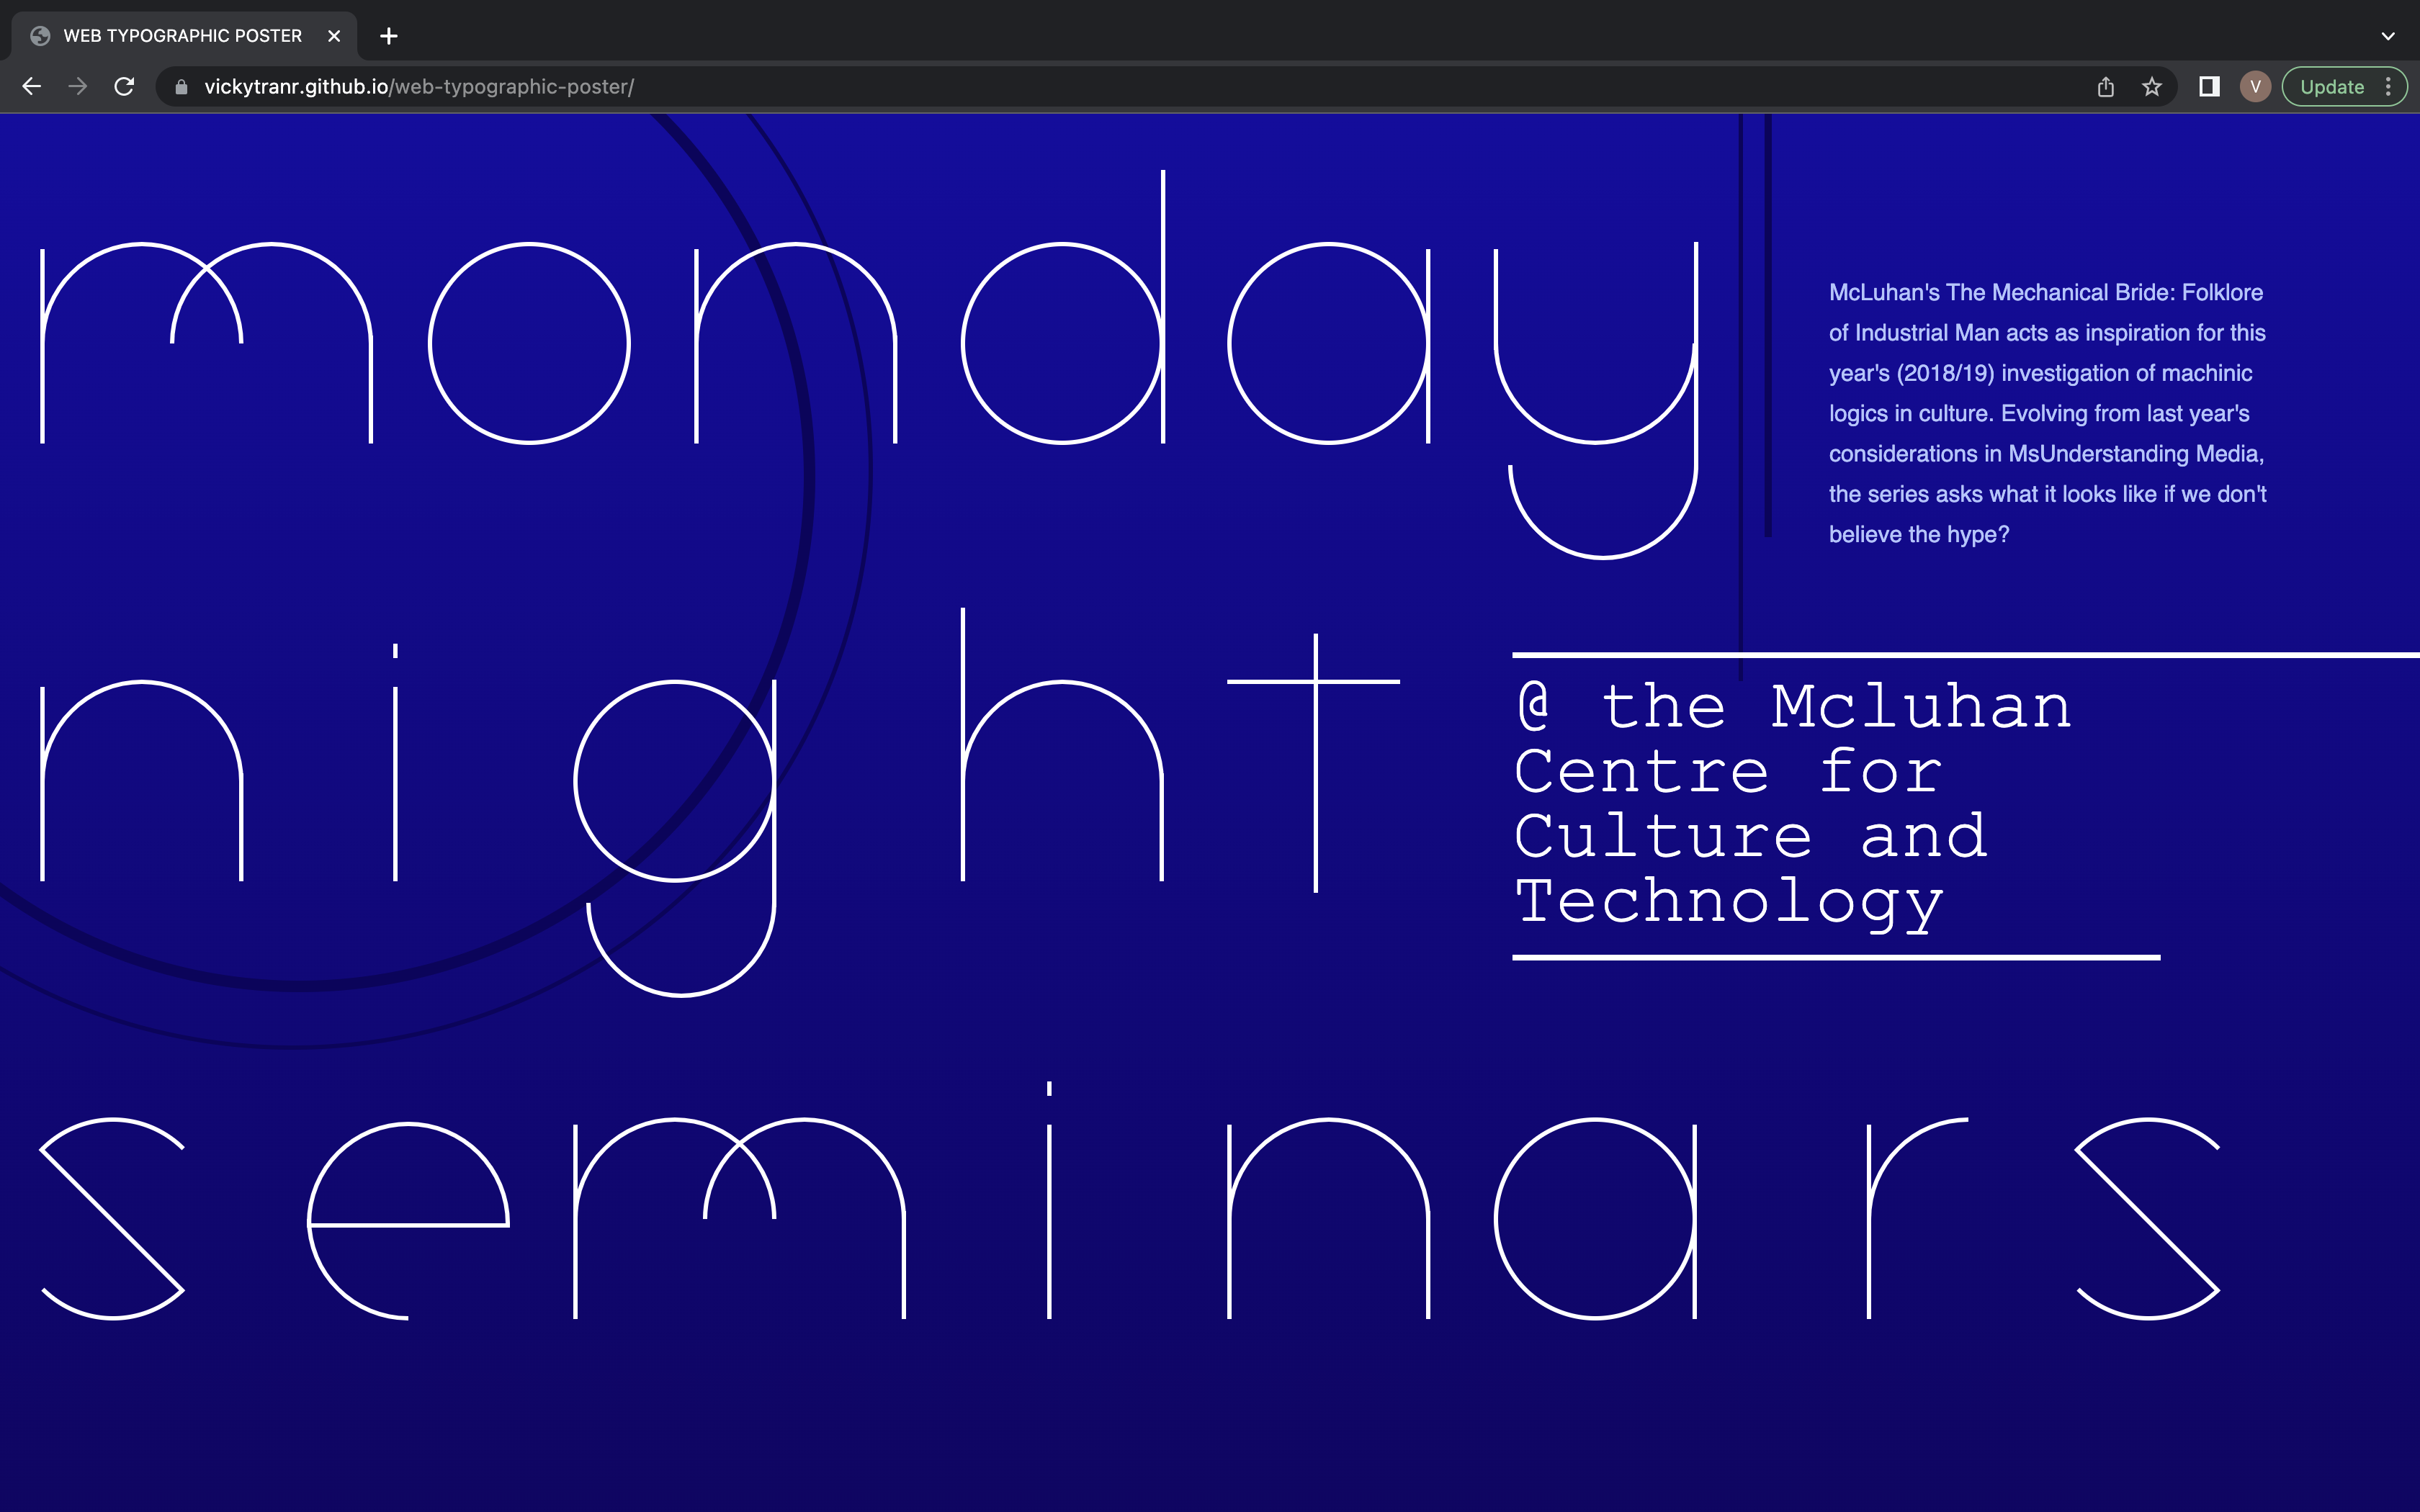 WEB TYPOGRAPHIC POSTER
vickytranr.github.io/web-typographic-poster/
V
Update
monday
McLuhan's The Mechanical Bride: Folklore
of Industrial Man acts as inspiration for this
year's (2018/19) investigation of machinic
logics in culture. Evolving from last year's
considerations in MsUnderstanding Media,
the series asks what it looks like if we don't
believe the hype?
night
@ the Mcluhan
Centre for
Culture and
Technology
seminars